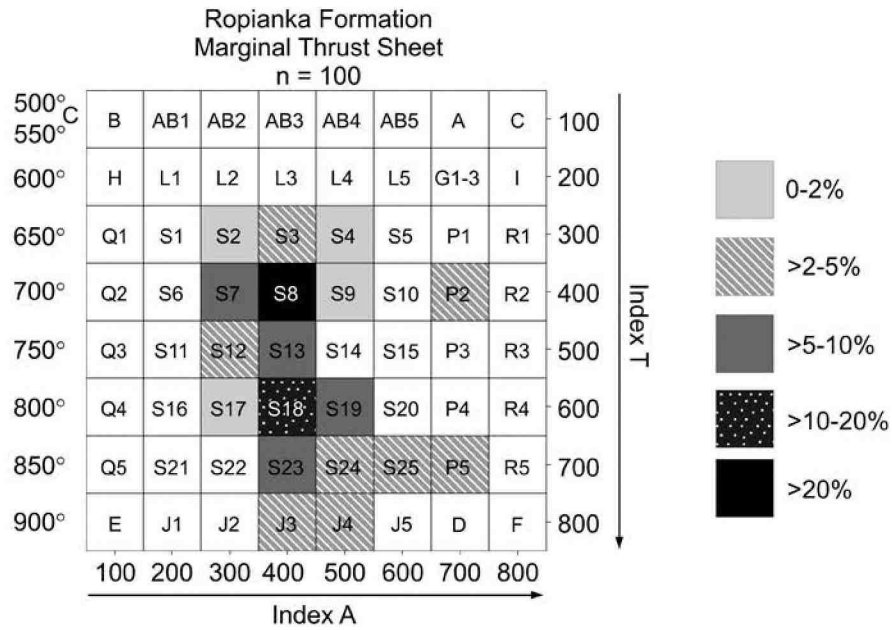 Ropianka Formation
Marginal Thrust Sheet
n = 100
500° C
550°
B AB1 AB2 AB3 AB4 AB5 A C 100
600° H L1 L2 L3 L4 L5 G1-3 I 200
650° Q1 S1 S2 S3 S4 S5 P1 R1 300
700° Q2 S6 S7 S8 S9 S10 P2 R2 400
750° Q3 S11 S12 S13 S14 S15 P3 R3 500
800° Q4 S16 S17 S18 S19 S20 P4 R4 600
850° Q5 S21 S22 S23 S24 S25 P5 R5 700
900° E J1 J2 J3 J4 J5 D F 800
100 200 300 400 500 600 700 800
Index A
Index T
0-2%
>2-5%
>5-10%
>10-20%
>20%